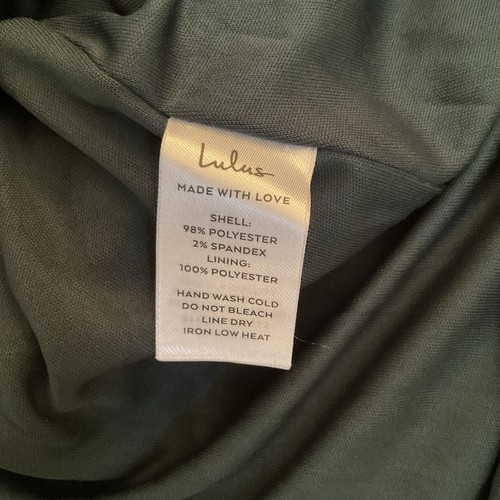 Lulus
MADE WITH LOVE
SHELL:
98% POLYESTER
2% SPANDEX
LINING:
100% POLYESTER
HAND WASH COLD
DO NOT BLEACH
LINE DRY
IRON LOW HEAT